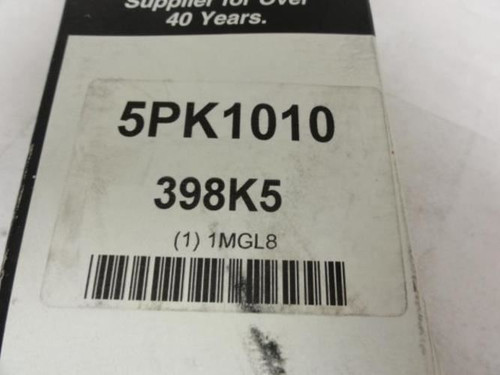 Supplier for Over
40 Years.
5PK1010
398K5
(1) 1MGL8